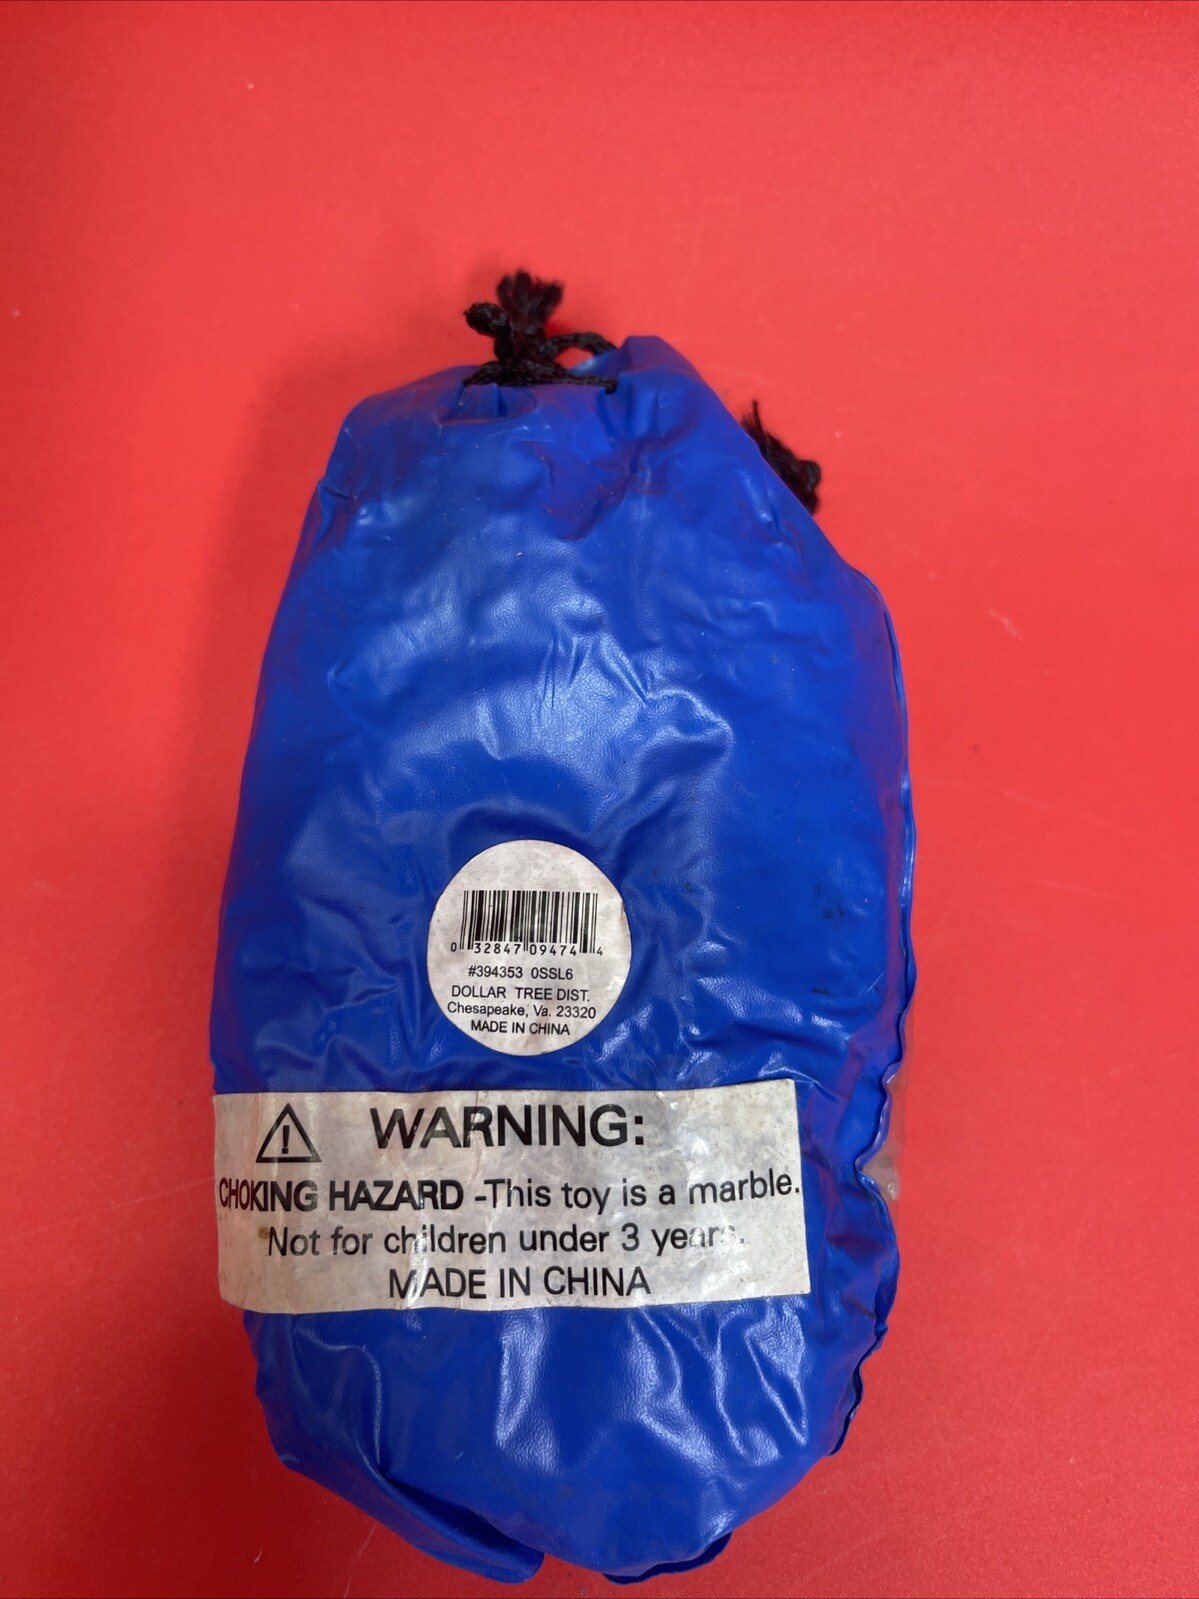 0 32847 09474 4
#394353 0SSL6
DOLLAR TREE DIST.
Chesapeake, Va. 23320
MADE IN CHINA
WARNING:
CHOKING HAZARD -This toy is a marble.
Not for children under 3 years.
MADE IN CHINA